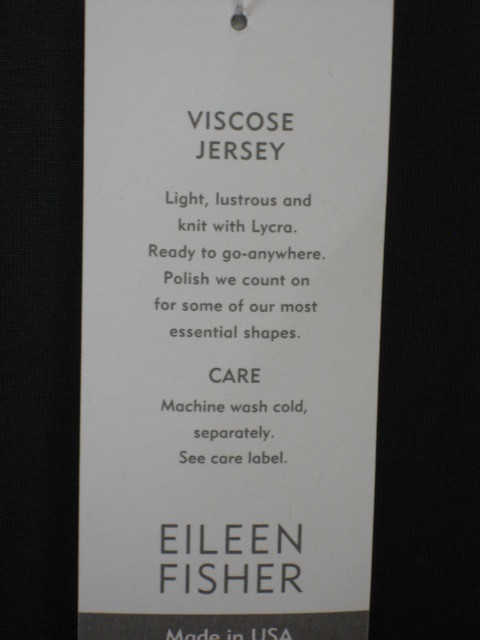 VISCOSE
JERSEY
Light, lustrous and
knit with Lycra.
Ready to go-anywhere.
Polish we count on
for some of our most
essential shapes.
CARE
Machine wash cold,
separately.
See care label.
EILEEN
FISHER
Made in USA